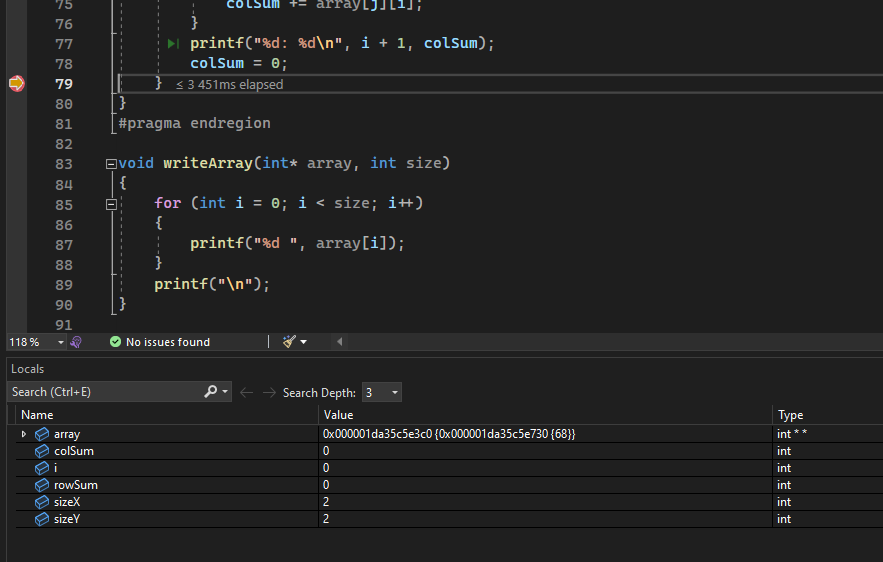 75 colSum += array[j][i];
76 }
77 printf("%d: %d\n", i + 1, colSum);
78 colSum = 0;
79 } ≤ 3 451ms elapsed
80 }
81 #pragma endregion
82
83 void writeArray(int* array, int size)
84 {
85 for (int i = 0; i < size; i++)
86 {
87 printf("%d ", array[i]);
88 }
89 printf("\n");
90 }
91
118 % No issues found
Locals
Search (Ctrl+E) Search Depth: 3
Name Value Type
array 0x000001da35c5e3c0 {0x000001da35c5e730 {68}} int * *
colSum 0 int
i 0 int
rowSum 0 int
sizeX 2 int
sizeY 2 int